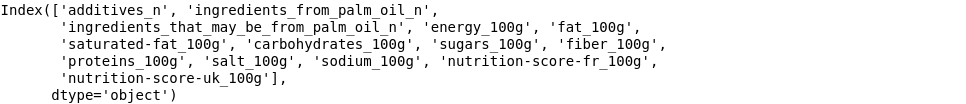 Index(['additives_n', 'ingredients_from_palm_oil_n',
'ingredients_that_may_be_from_palm_oil_n', 'energy_100g', 'fat_100g',
'saturated-fat_100g', 'carbohydrates_100g', 'sugars_100g', 'fiber_100g',
'proteins_100g', 'salt_100g', 'sodium_100g', 'nutrition-score-fr_100g',
'nutrition-score-uk_100g'],
dtype='object')